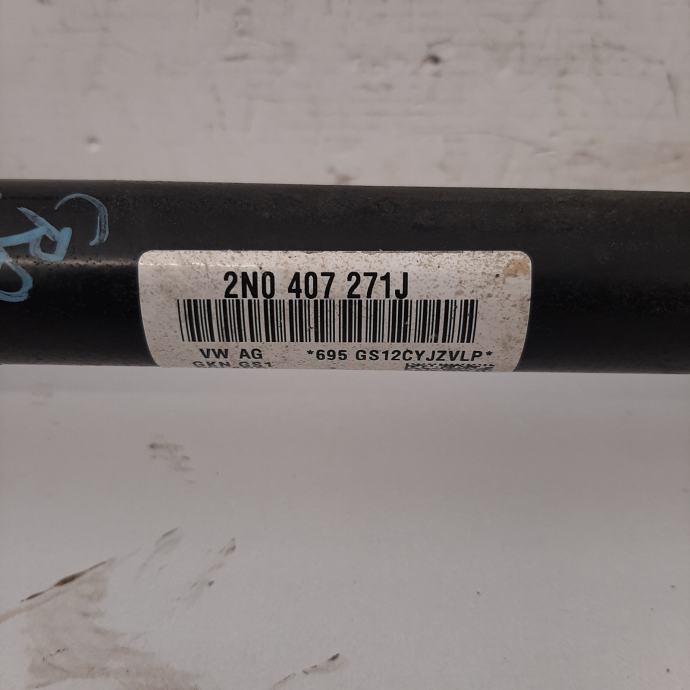 2N0 407 271J
VW AG *695 GS12CYJZVLP*
GKN GS1